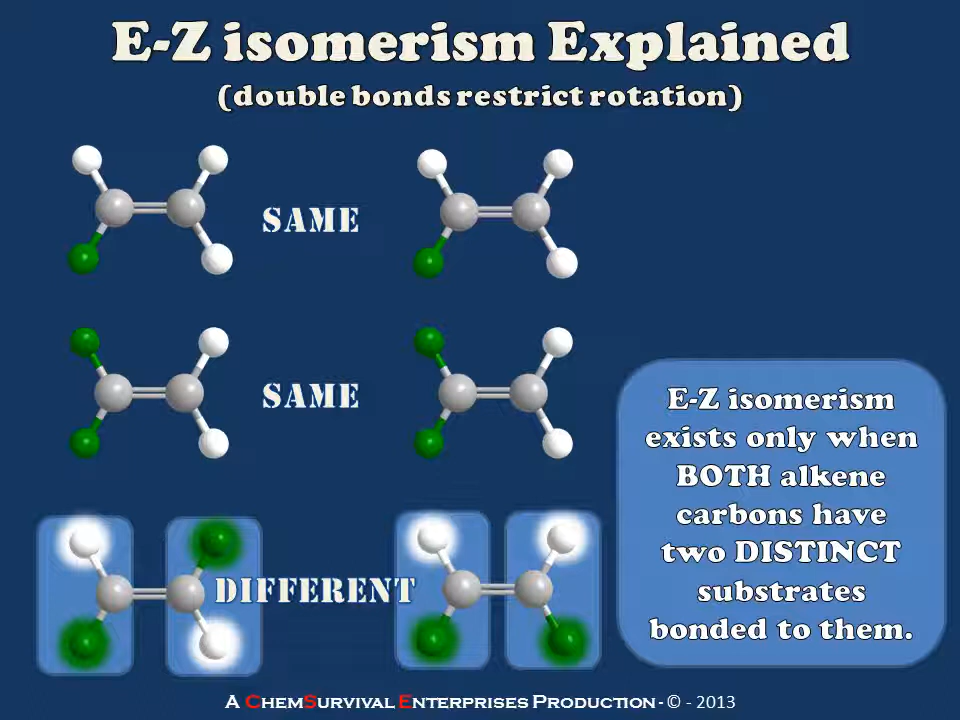 E-Z isomerism Explained
(double bonds restrict rotation)
SAME
SAME
DIFFERENT
E-Z isomerism
exists only when
BOTH alkene
carbons have
two DISTINCT
substrates
bonded to them.
A ChemSurvival Enterprises Production - © - 2013